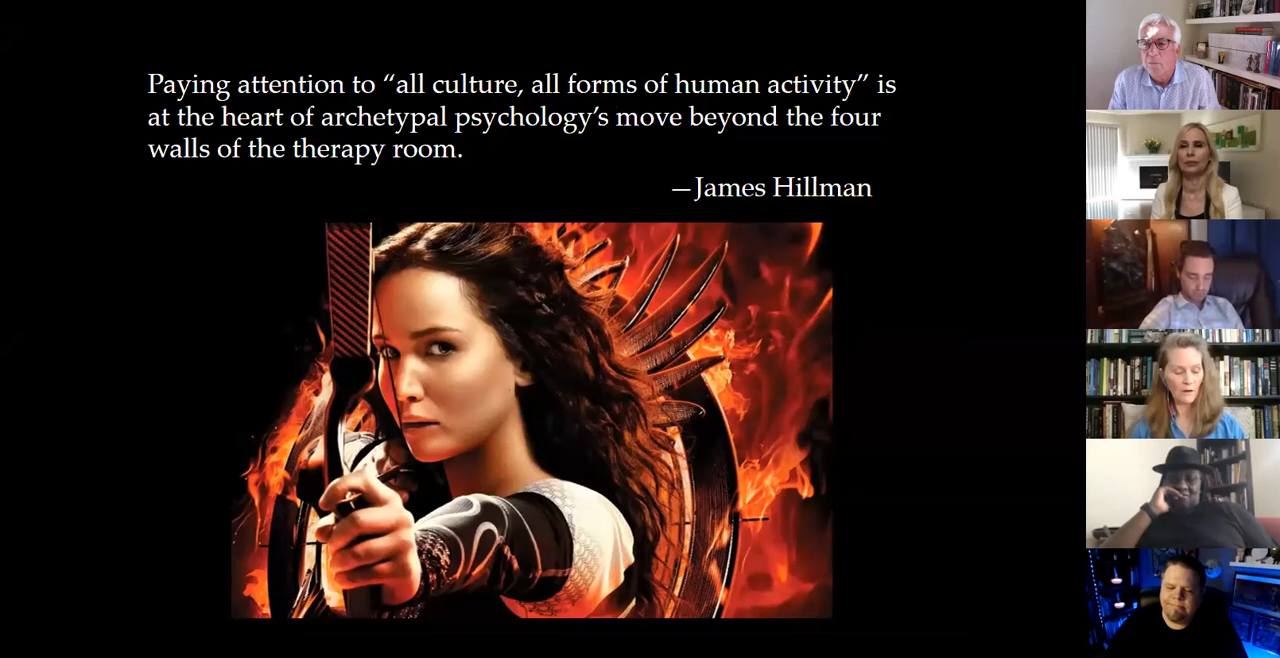 Paying attention to “all culture, all forms of human activity” is
at the heart of archetypal psychology’s move beyond the four
walls of the therapy room.
—James Hillman